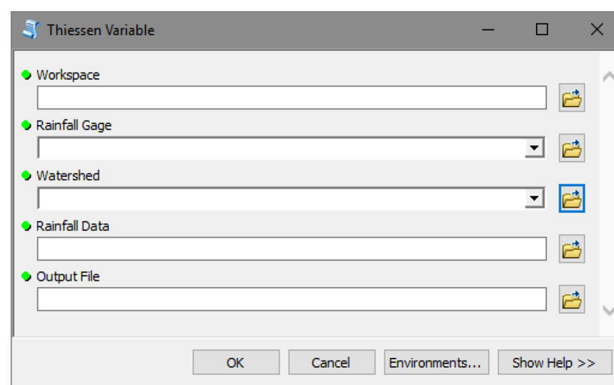 Thiessen Variable
Workspace
Rainfall Gage
Watershed
Rainfall Data
Output File
OK Cancel Environments... Show Help >>